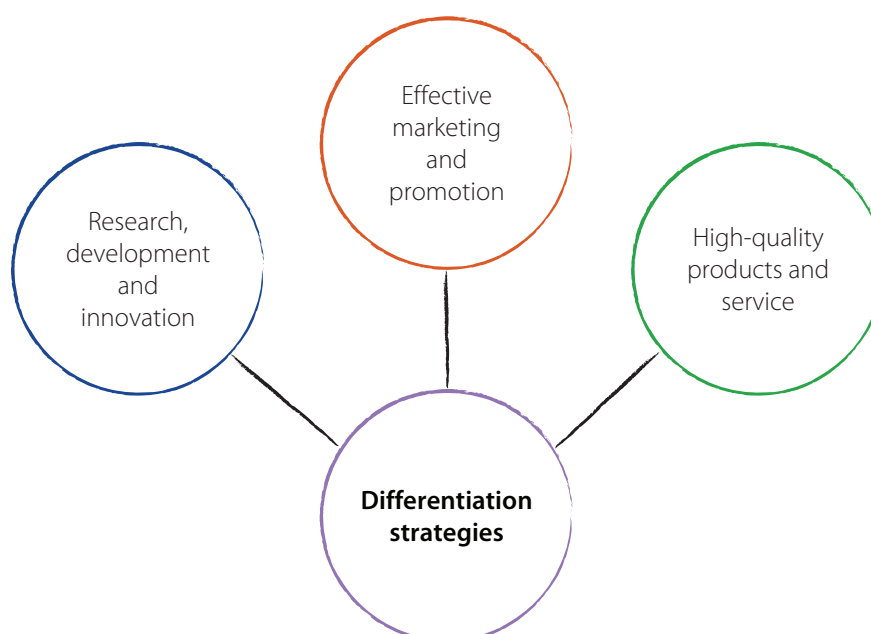 Effective
marketing
and
promotion
Research,
development
and
innovation
High-quality
products and
service
Differentiation
strategies